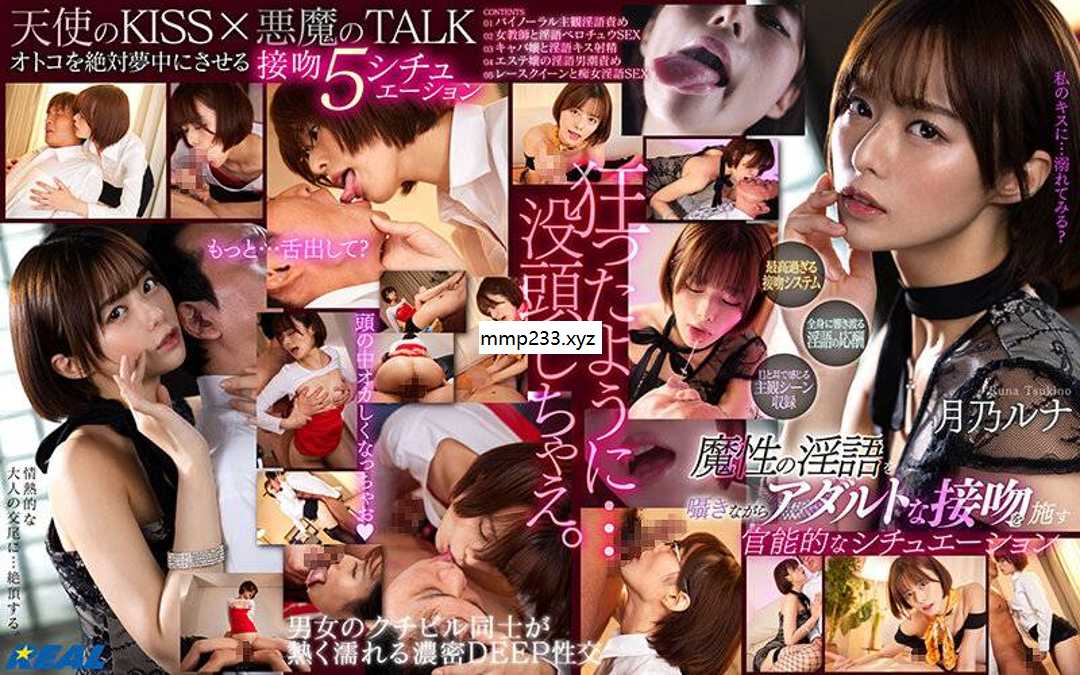 天使のKISS×悪魔のTALK
オトコを絶対夢中にさせる
接吻5シチュエーション
CONTENTS
01 バイノーラル主観淫語責め
02 女教師と淫語ベロチュウSEX
03 キャバ嬢と淫語キス射精
04 エステ嬢の淫語男潮責め
05 レースクイーンと痴女淫語SEX
私のキスに…溺れてみる？
もっと…舌出して？
狂ったように…
没頭しちゃえ。
頭の中オカしくなっちゃお♥
mmp233.xyz
最高過ぎる
接吻システム
全身に響き渡る
淫語の応酬
目と耳で感じる
主観シーン
収録
Runa Tsukino
月乃ルナ
魔性の淫語を
囁きながらアダルトな接吻を施す
官能的なシチュエーション
情熱的な
大人の交尾に…絶頂する。
男女のクチビル同士が
熱く濡れる濃密DEEP性交
REAL